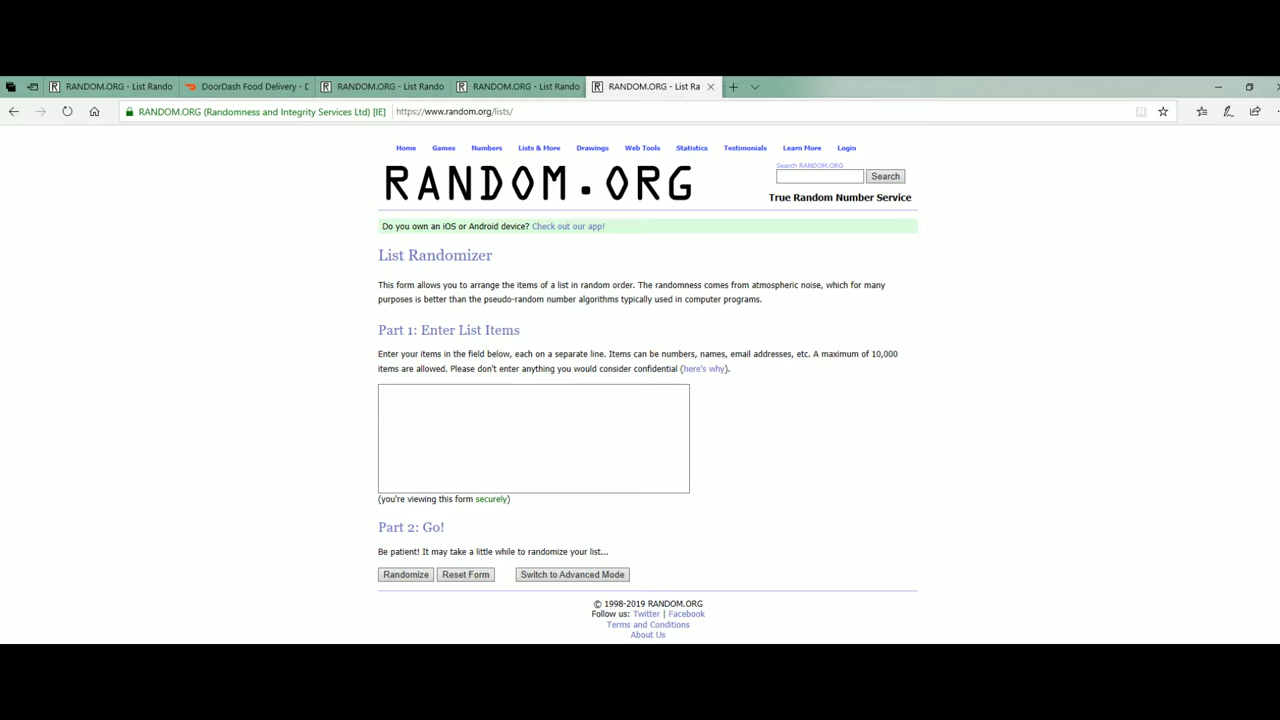 RANDOM.ORG - List Rando
DoorDash Food Delivery - D
RANDOM.ORG - List Rando
RANDOM.ORG - List Rando
RANDOM.ORG - List Ra
RANDOM.ORG (Randomness and Integrity Services Ltd) [IE]
https://www.random.org/lists/
Home Games Numbers Lists & More Drawings Web Tools Statistics Testimonials Learn More Login
RANDOM.ORG
Search RANDOM.ORG
Search
True Random Number Service
Do you own an iOS or Android device? Check out our app!
List Randomizer
This form allows you to arrange the items of a list in random order. The randomness comes from atmospheric noise, which for many
purposes is better than the pseudo-random number algorithms typically used in computer programs.
Part 1: Enter List Items
Enter your items in the field below, each on a separate line. Items can be numbers, names, email addresses, etc. A maximum of 10,000
items are allowed. Please don't enter anything you would consider confidential (here's why).
(you're viewing this form securely)
Part 2: Go!
Be patient! It may take a little while to randomize your list...
Randomize Reset Form Switch to Advanced Mode
© 1998-2019 RANDOM.ORG
Follow us: Twitter | Facebook
Terms and Conditions
About Us